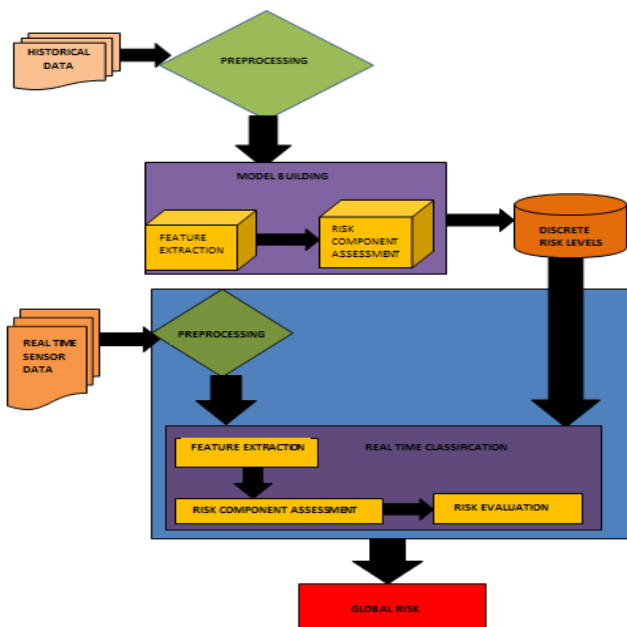 HISTORICAL
DATA
PREPROCESSING
MODEL BUILDING
FEATURE
EXTRACTION
RISK
COMPONENT
ASSESSMENT
DISCRETE
RISK LEVELS
REAL TIME
SENSOR
DATA
PREPROCESSING
FEATURE EXTRACTION
REAL TIME CLASSIFICATION
RISK COMPONENT ASSESSMENT
RISK EVALUATION
GLOBAL RISK